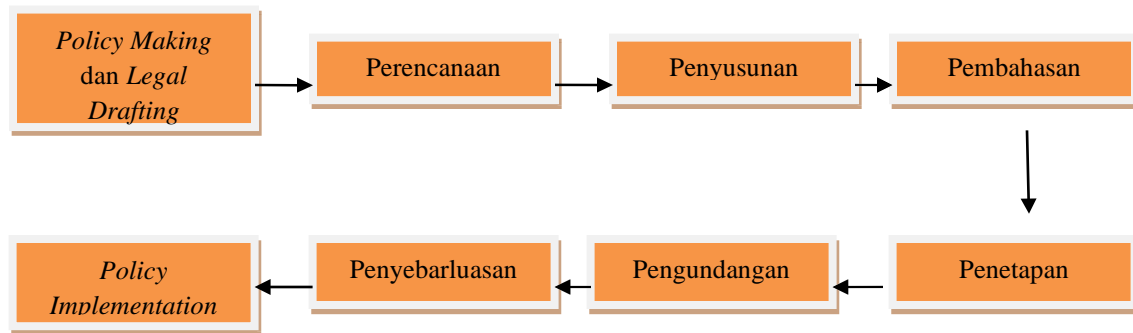 Policy Making
dan Legal
Drafting
Perencanaan
Penyusunan
Pembahasan
Penetapan
Pengundangan
Penyebarluasan
Policy
Implementation